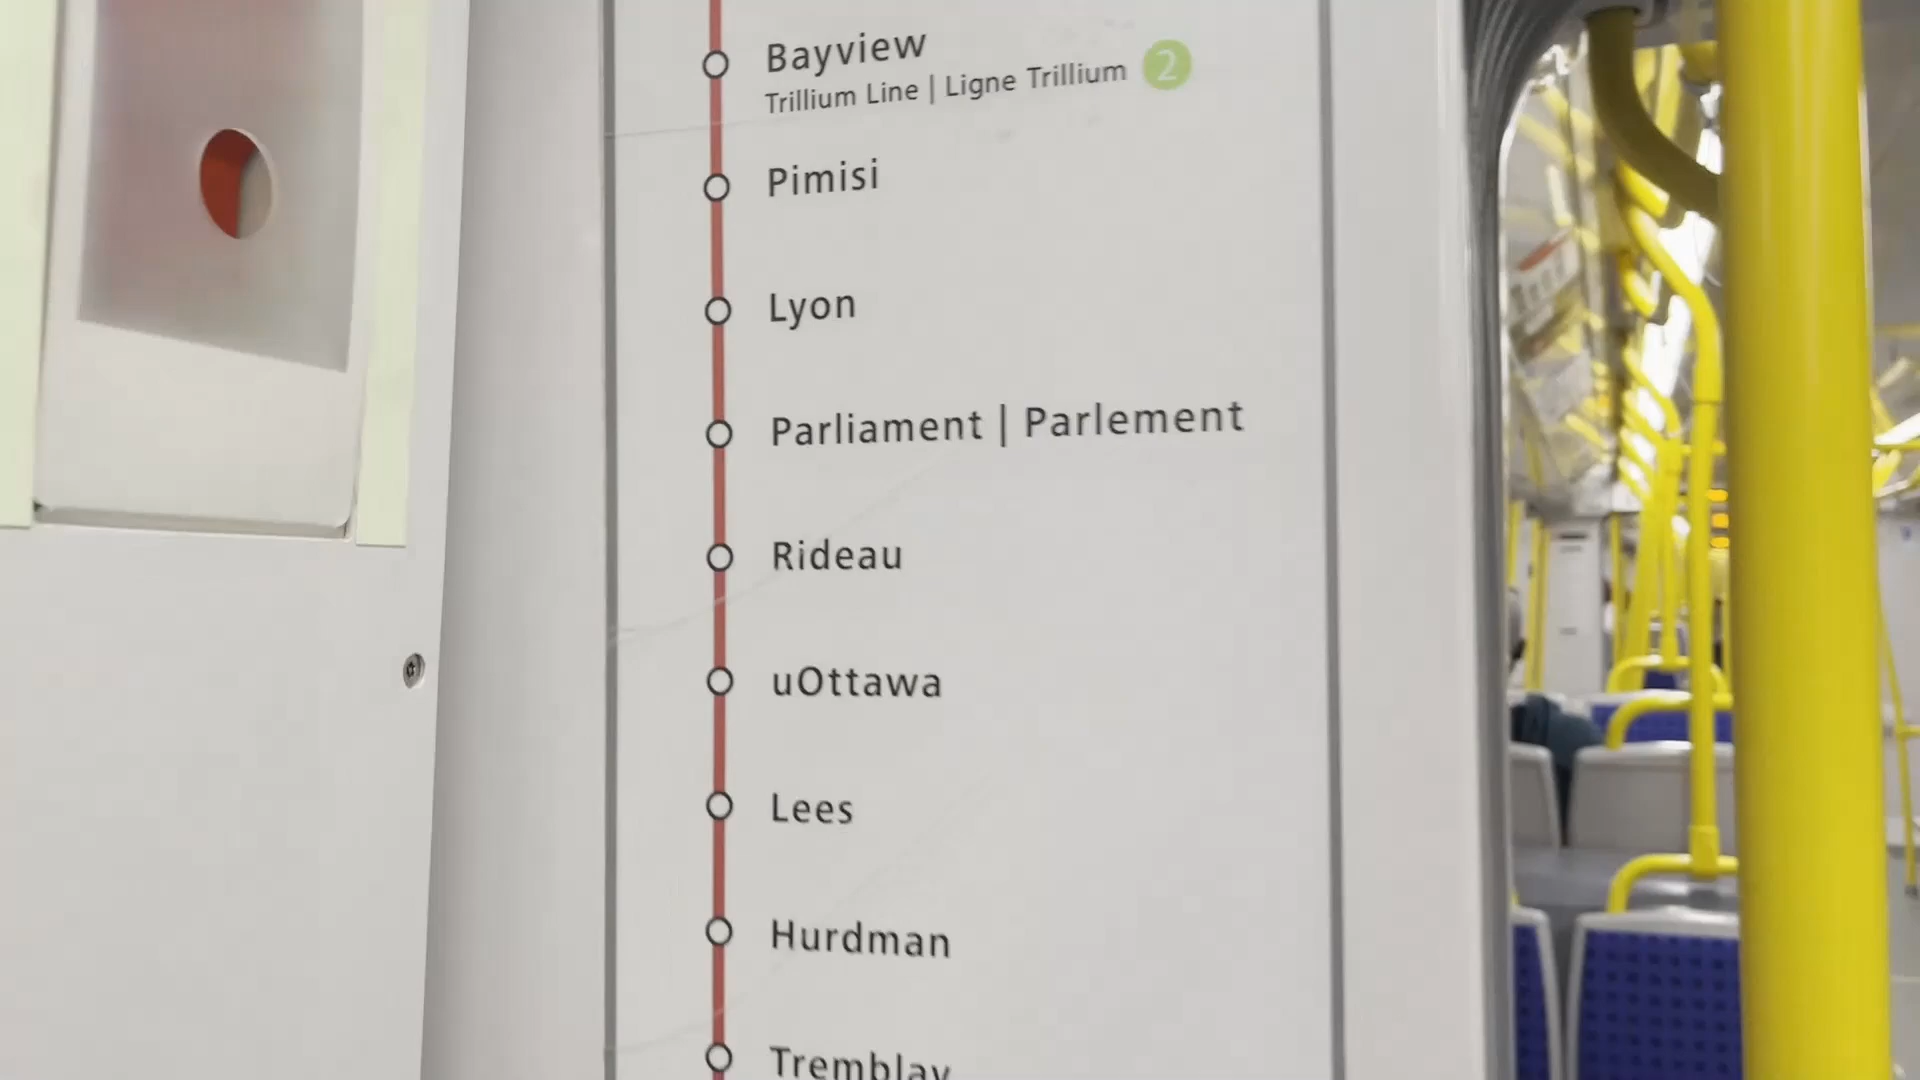 Bayview
Trillium Line | Ligne Trillium 2
Pimisi
Lyon
Parliament | Parlement
Rideau
uOttawa
Lees
Hurdman
Tremblay